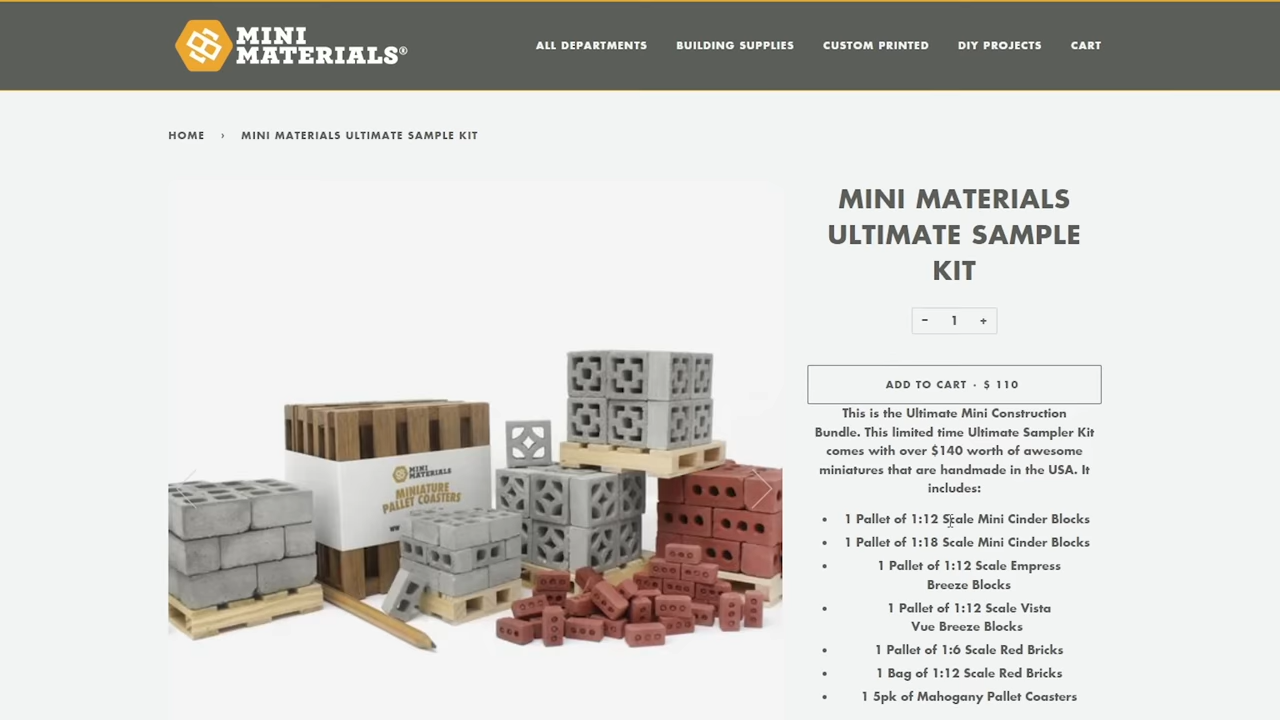 MINI
MATERIALS®
ALL DEPARTMENTS BUILDING SUPPLIES CUSTOM PRINTED DIY PROJECTS CART
HOME › MINI MATERIALS ULTIMATE SAMPLE KIT
MINI MATERIALS
ULTIMATE SAMPLE
KIT
- 1 +
ADD TO CART · $ 110
This is the Ultimate Mini Construction
Bundle. This limited time Ultimate Sampler Kit
comes with over $140 worth of awesome
miniatures that are handmade in the USA. It
includes:
• 1 Pallet of 1:12 Scale Mini Cinder Blocks
• 1 Pallet of 1:18 Scale Mini Cinder Blocks
• 1 Pallet of 1:12 Scale Empress
Breeze Blocks
• 1 Pallet of 1:12 Scale Vista
Vue Breeze Blocks
• 1 Pallet of 1:6 Scale Red Bricks
• 1 Bag of 1:12 Scale Red Bricks
• 1 5pk of Mahogany Pallet Coasters
MINI
MATERIALS
MINIATURE
PALLET COASTERS